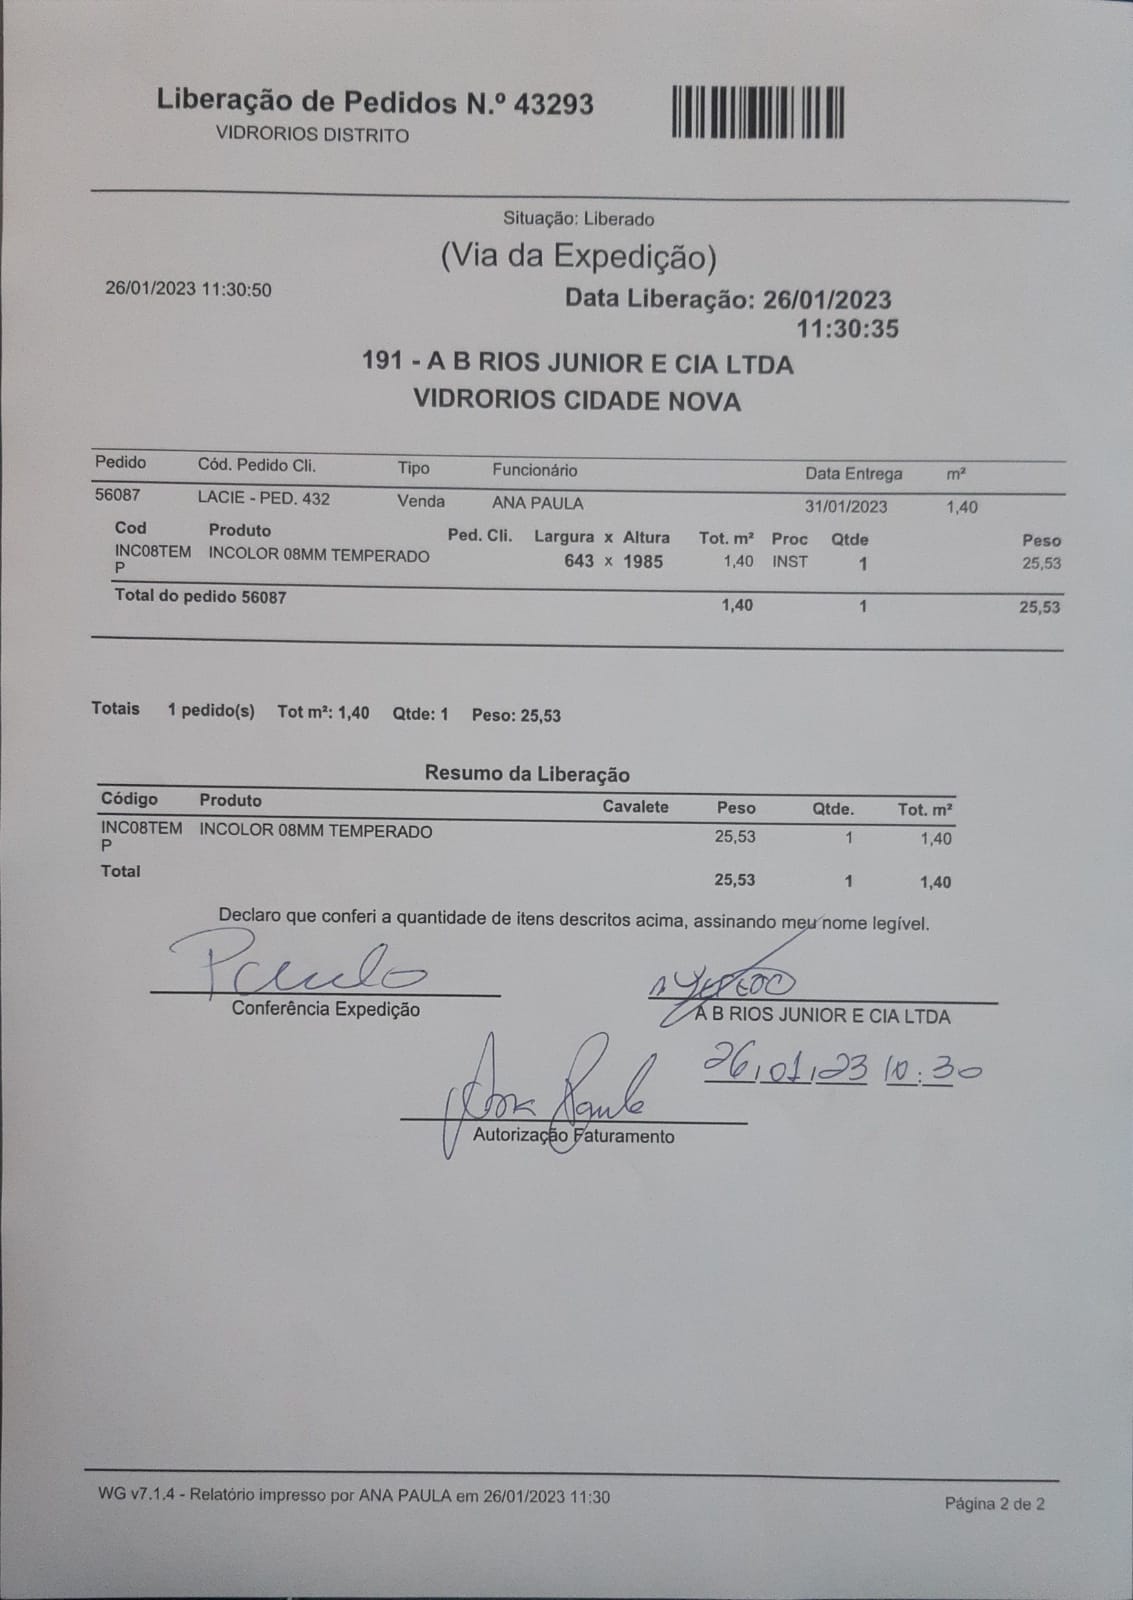 Liberação de Pedidos N.º 43293
VIDRORIOS DISTRITO
Situação: Liberado
(Via da Expedição)
26/01/2023 11:30:50
Data Liberação: 26/01/2023
11:30:35
191 - A B RIOS JUNIOR E CIA LTDA
VIDRORIOS CIDADE NOVA
Pedido Cód. Pedido Cli. Tipo Funcionário Data Entrega m²
56087 LACIE - PED. 432 Venda ANA PAULA 31/01/2023 1,40
Cod Produto Ped. Cli. Largura x Altura Tot. m² Proc Qtde Peso
INC08TEM INCOLOR 08MM TEMPERADO 643 x 1985 1,40 INST 1 25,53
P
Total do pedido 56087 1,40 1 25,53
Totais 1 pedido(s) Tot m²: 1,40 Qtde: 1 Peso: 25,53
Resumo da Liberação
Código Produto Cavalete Peso Qtde. Tot. m²
INC08TEM INCOLOR 08MM TEMPERADO 25,53 1 1,40
P
Total 25,53 1 1,40
Declaro que conferi a quantidade de itens descritos acima, assinando meu nome legível.
Paulo
Conferência Expedição
A B RIOS JUNIOR E CIA LTDA
26,01,23 10:30
Ana Paula
Autorização Faturamento
WG v7.1.4 - Relatório impresso por ANA PAULA em 26/01/2023 11:30
Página 2 de 2